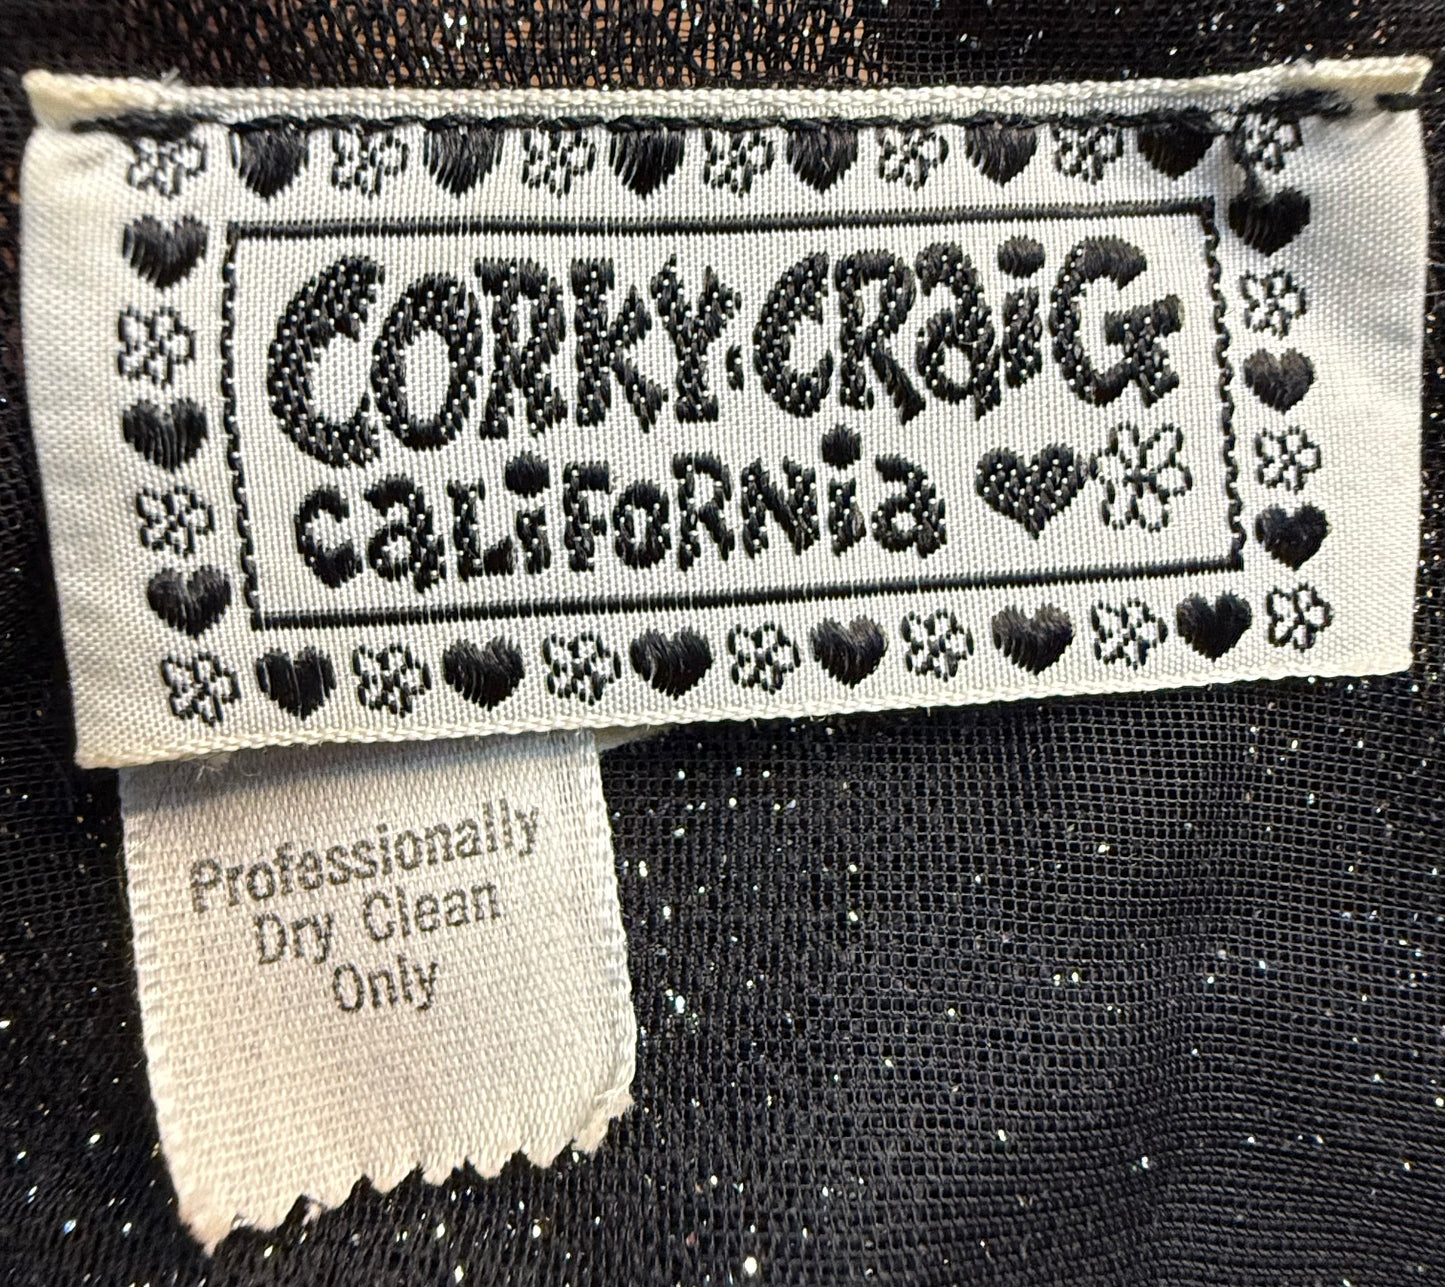 CORKY.CRaiG
CaLiFORNia
Professionally
Dry Clean
Only